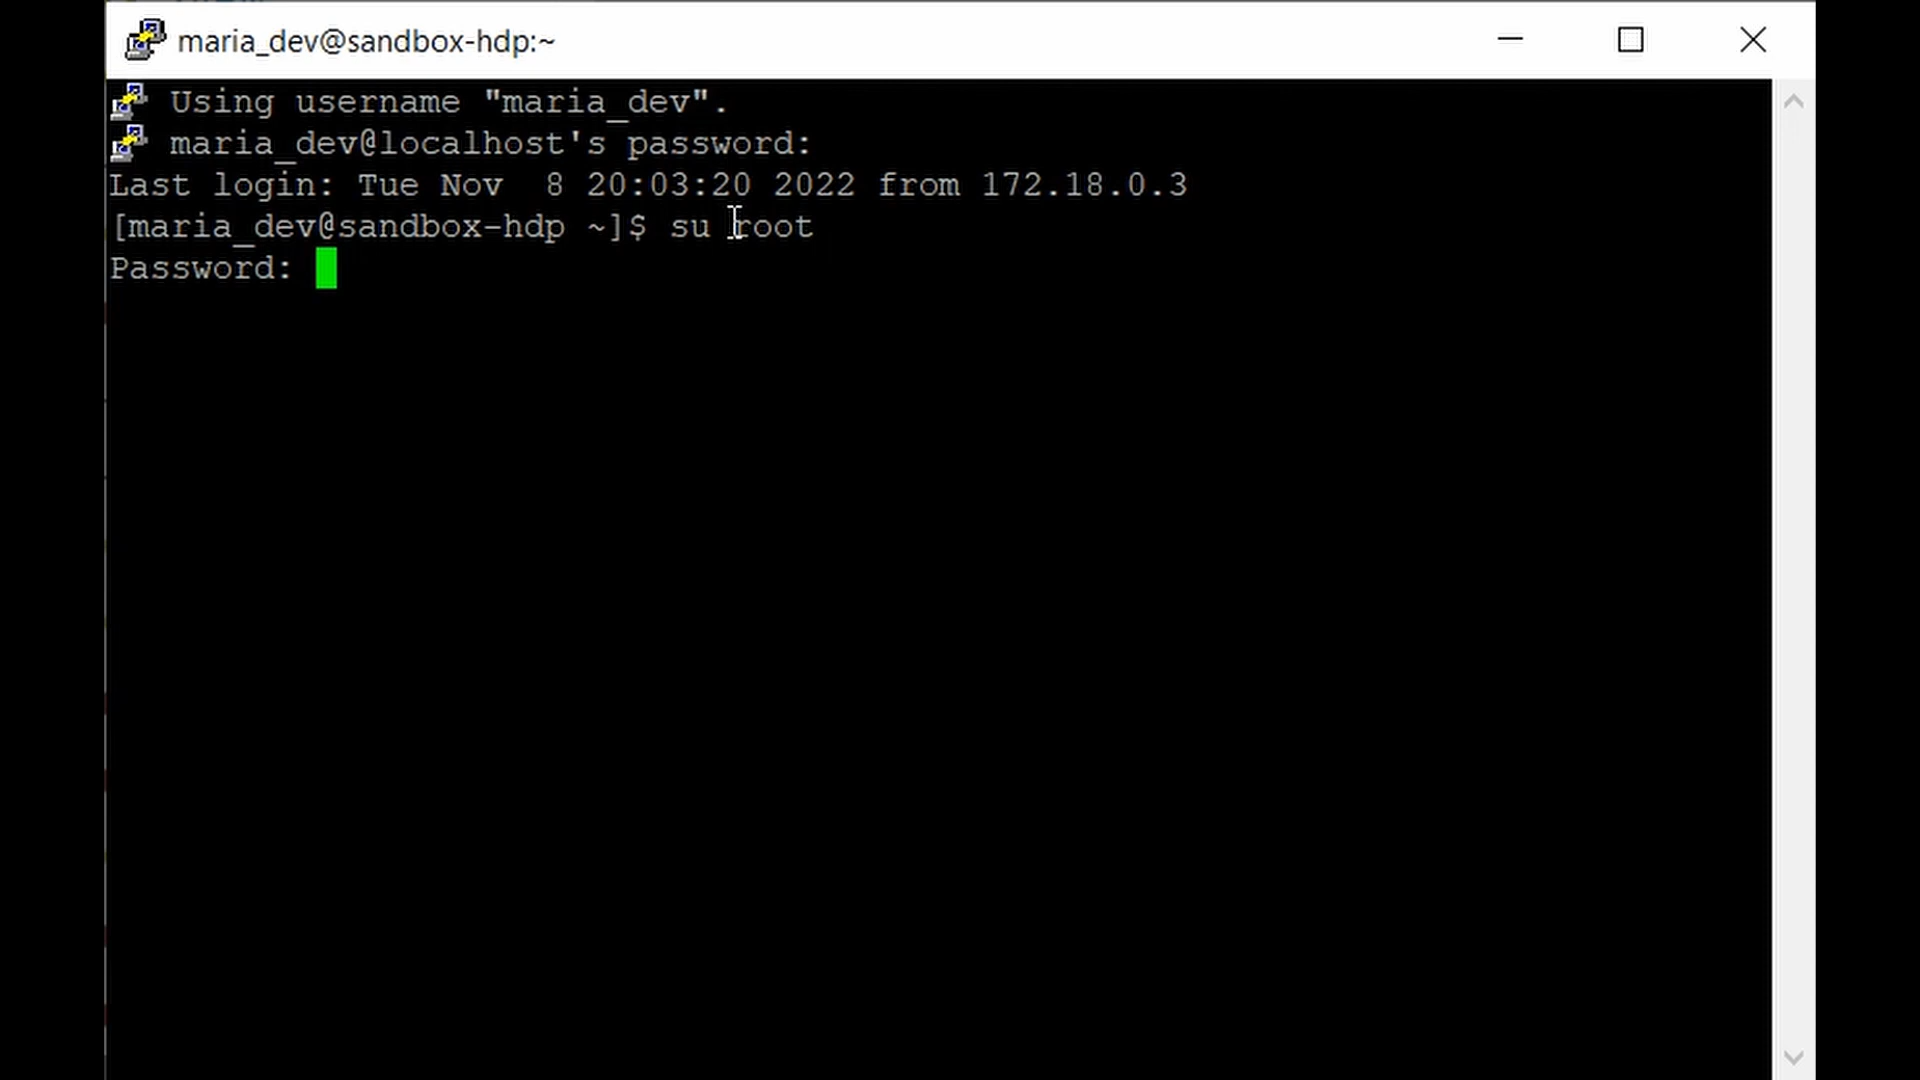 maria_dev@sandbox-hdp:~
Using username "maria_dev".
maria_dev@localhost's password:
Last login: Tue Nov  8 20:03:20 2022 from 172.18.0.3
[maria_dev@sandbox-hdp ~]$ su root
Password: